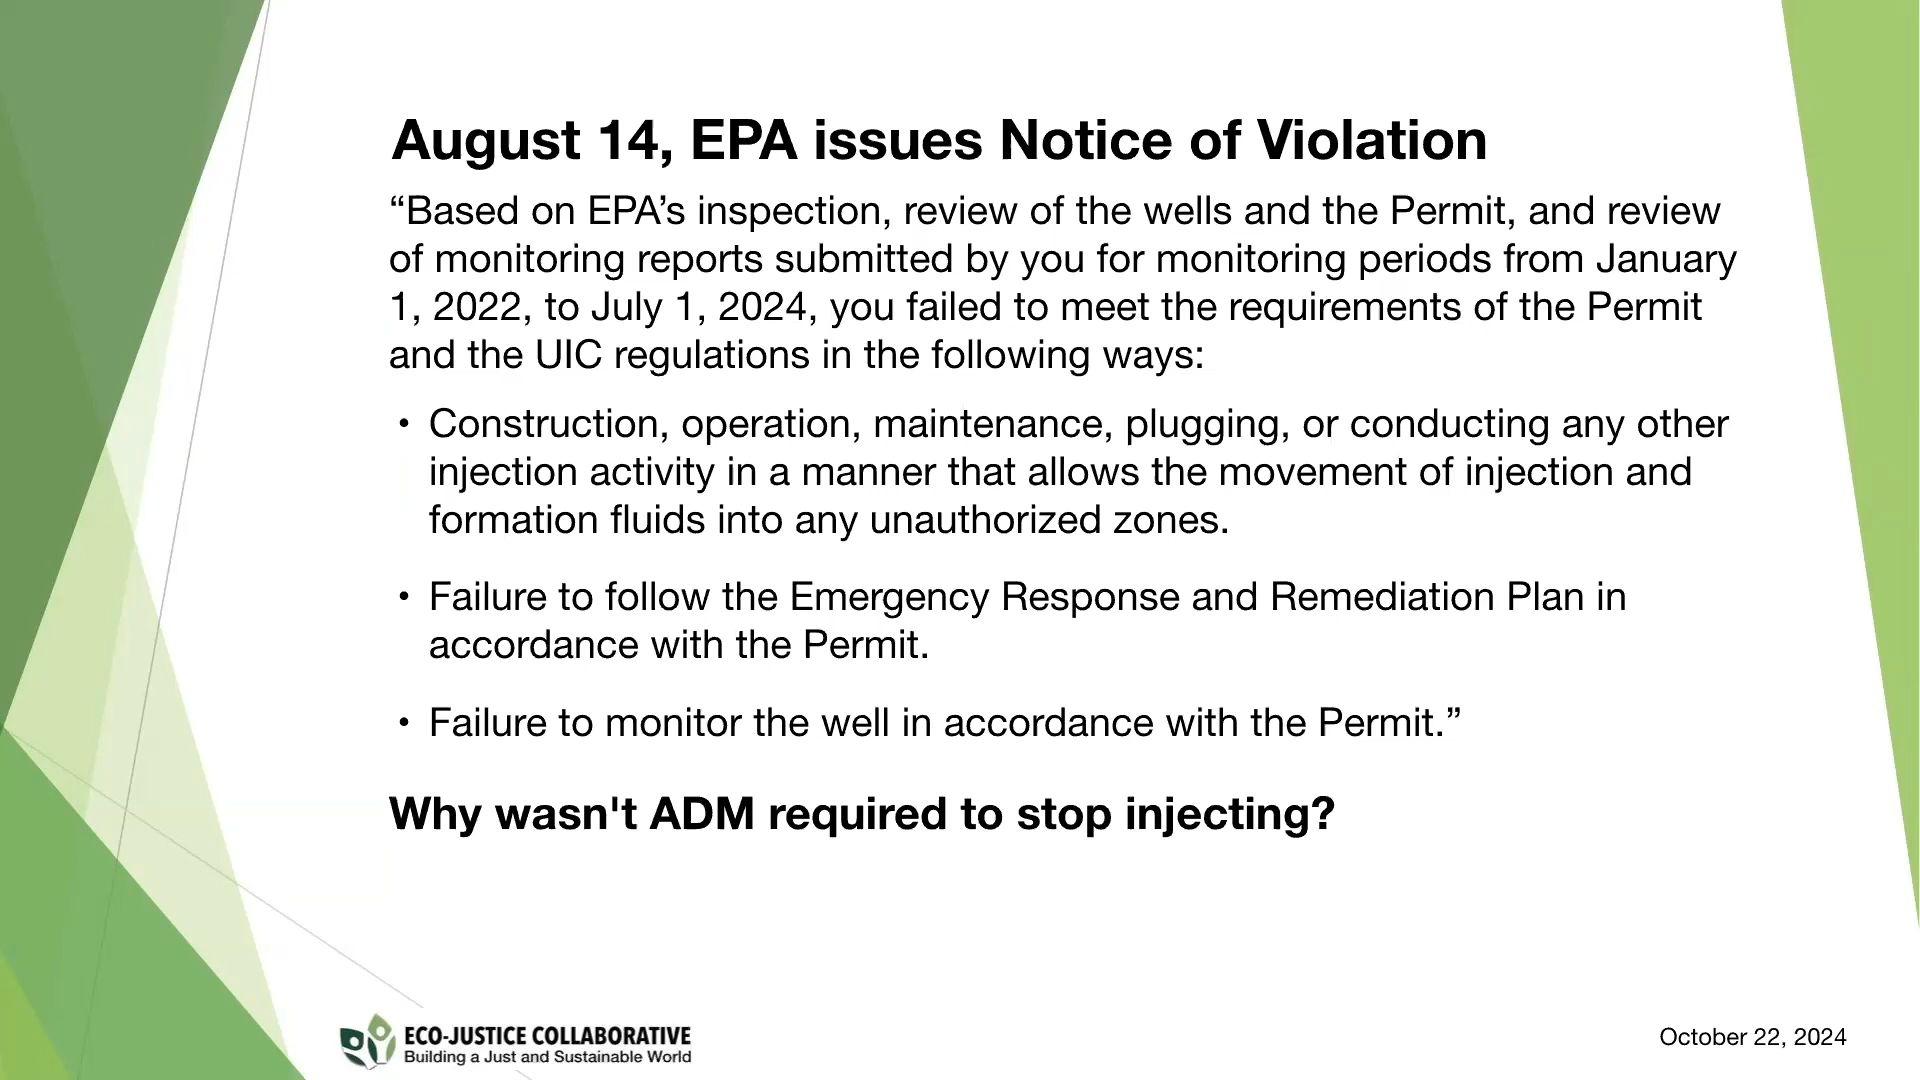 August 14, EPA issues Notice of Violation
“Based on EPA’s inspection, review of the wells and the Permit, and review
of monitoring reports submitted by you for monitoring periods from January
1, 2022, to July 1, 2024, you failed to meet the requirements of the Permit
and the UIC regulations in the following ways:
• Construction, operation, maintenance, plugging, or conducting any other
injection activity in a manner that allows the movement of injection and
formation fluids into any unauthorized zones.
• Failure to follow the Emergency Response and Remediation Plan in
accordance with the Permit.
• Failure to monitor the well in accordance with the Permit.”
Why wasn't ADM required to stop injecting?
ECO-JUSTICE COLLABORATIVE
Building a Just and Sustainable World
October 22, 2024